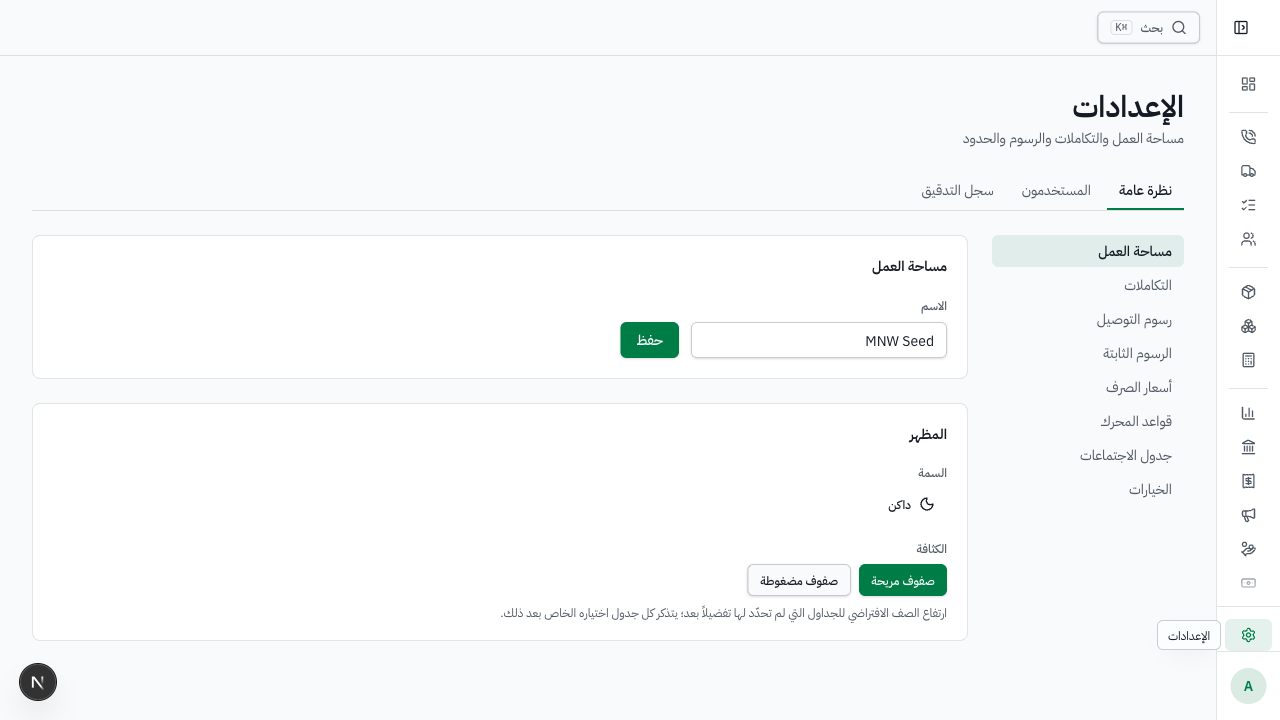 بحث ⌘K
الإعدادات
مساحة العمل والتكاملات والرسوم والحدود
نظرة عامة
المستخدمون
سجل التدقيق
مساحة العمل
التكاملات
رسوم التوصيل
الرسوم الثابتة
أسعار الصرف
قواعد المحرك
جدول الاجتماعات
الخيارات
مساحة العمل
الاسم
MNW Seed
حفظ
المظهر
السمة
داكن
الكثافة
صفوف مريحة
صفوف مضغوطة
ارتفاع الصف الافتراضي للجداول التي لم تحدّد لها تفضيلاً بعد؛ يتذكر كل جدول اختياره الخاص بعد ذلك.
الإعدادات
A
N